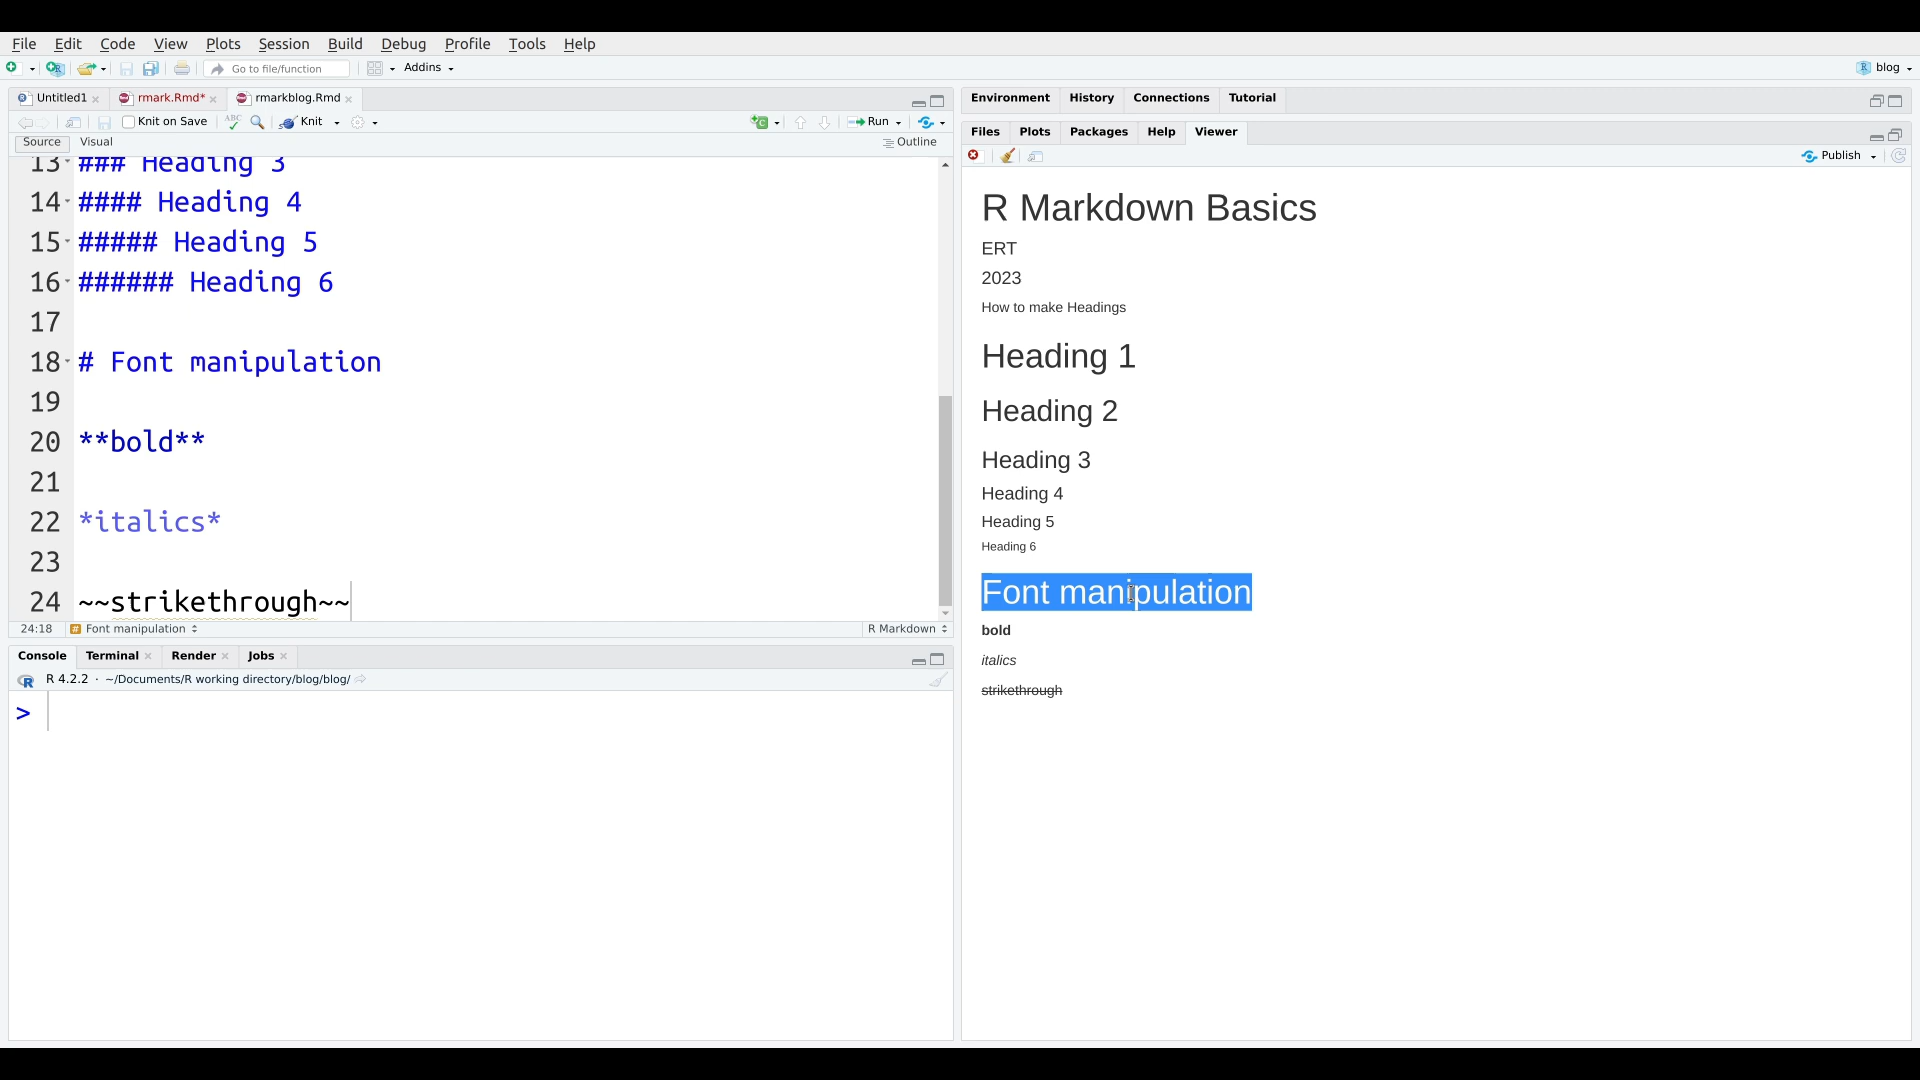 File Edit Code View Plots Session Build Debug Profile Tools Help
Go to file/function Addins blog
Untitled1 rmark.Rmd* rmarkblog.Rmd
Knit on Save ABC Knit Run
Source Visual Outline
13 ### Heading 3
14 #### Heading 4
15 ##### Heading 5
16 ###### Heading 6
17
18 # Font manipulation
19
20 **bold**
21
22 *italics*
23
24 ~~strikethrough~~
24:18 # Font manipulation R Markdown
Console Terminal Render Jobs
R 4.2.2 · ~/Documents/R working directory/blog/blog/
>
Environment History Connections Tutorial
Files Plots Packages Help Viewer
Publish
R Markdown Basics
ERT
2023
How to make Headings
Heading 1
Heading 2
Heading 3
Heading 4
Heading 5
Heading 6
Font manipulation
bold
italics
strikethrough